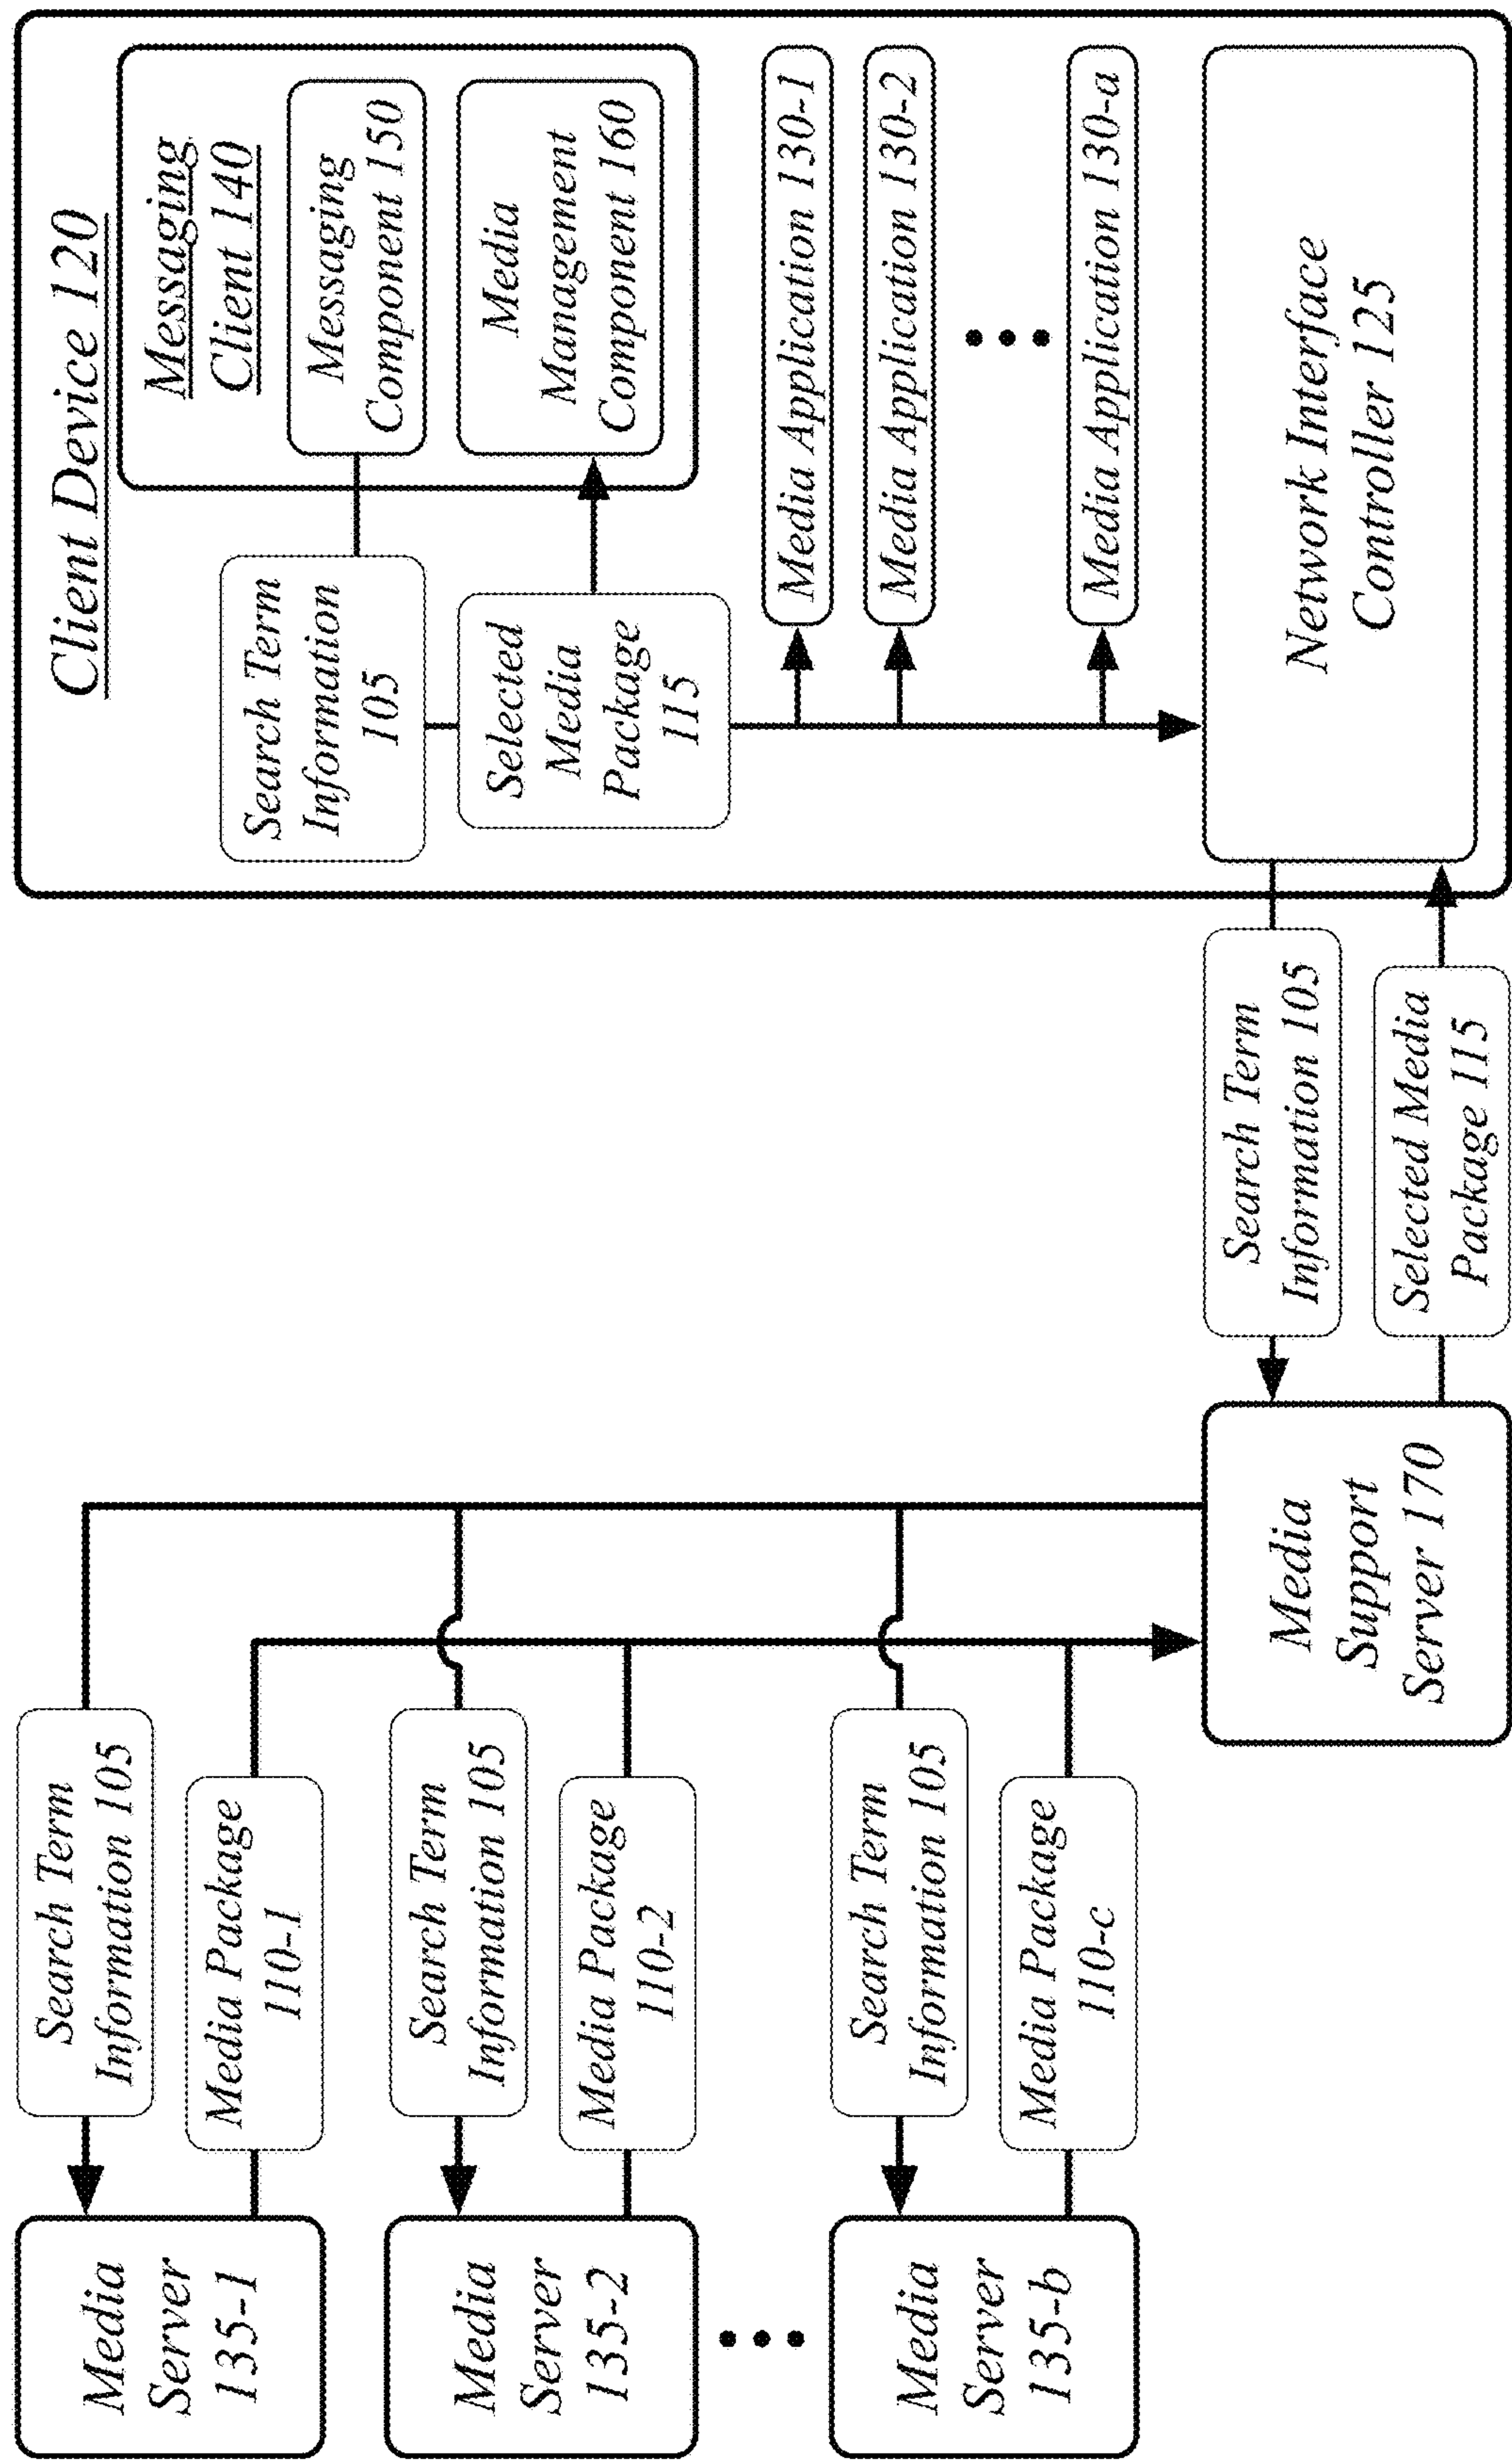 Media
Server
135-1
Search Term
Information 105
Media Package
110-1
Media
Server
135-2
Search Term
Information 105
Media Package
110-2
Media
Server
135-b
Search Term
Information 105
Media Package
110-c
Media
Support
Server 170
Search Term
Information 105
Selected Media
Package 115
Client Device 120
Messaging
Client 140
Messaging
Component 150
Media
Management
Component 160
Search Term
Information
105
Selected
Media
Package
115
Media Application 130-1
Media Application 130-2
Media Application 130-a
Network Interface
Controller 125